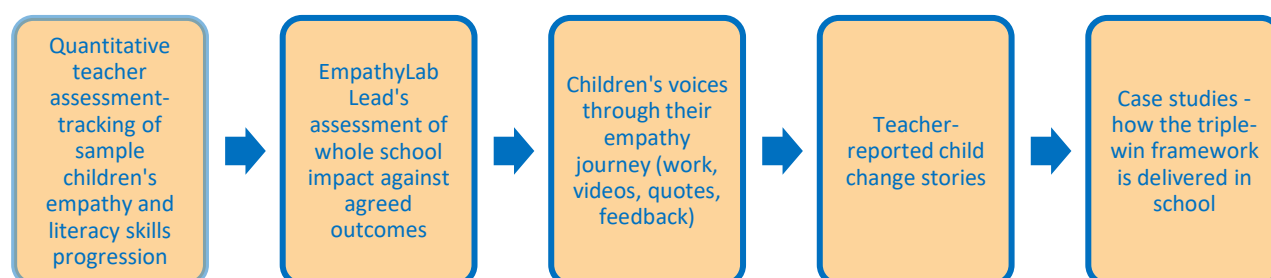 Quantitative
teacher
assessment-
tracking of
sample
children's
empathy and
literacy skills
progression
EmpathyLab
Lead's
assessment of
whole school
impact against
agreed
outcomes
Children's voices
through their
empathy
journey (work,
videos, quotes,
feedback)
Teacher-
reported child
change stories
Case studies -
how the triple-
win framework
is delivered in
school